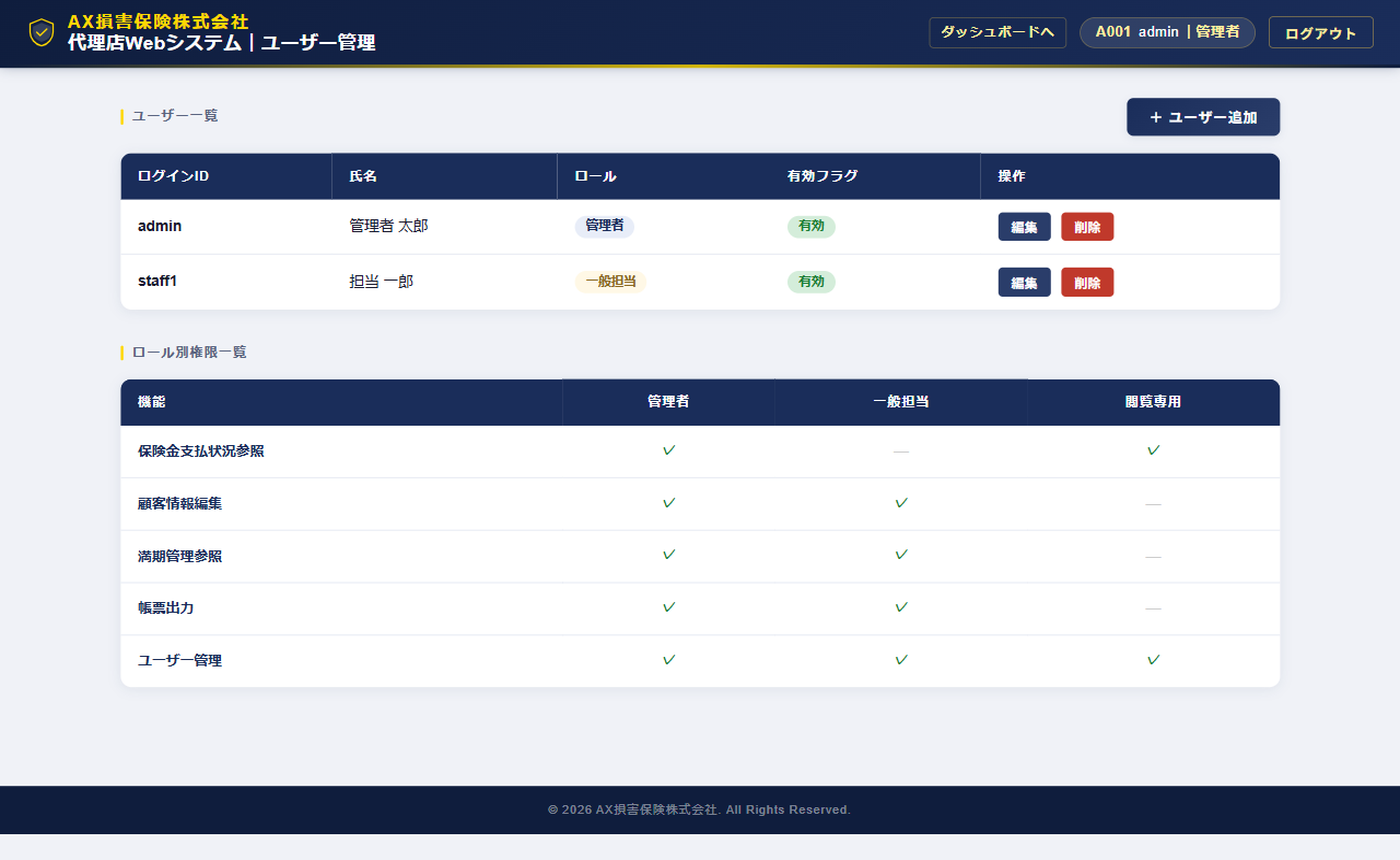 AX損害保険株式会社
代理店Webシステム | ユーザー管理
ダッシュボードへ
A001 admin | 管理者
ログアウト
ユーザー一覧
＋ ユーザー追加
ログインID 氏名 ロール 有効フラグ 操作
admin 管理者 太郎 管理者 有効 編集 削除
staff1 担当 一郎 一般担当 有効 編集 削除
ロール別権限一覧
機能 管理者 一般担当 閲覧専用
保険金支払状況参照 ✓ — ✓
顧客情報編集 ✓ ✓ —
満期管理参照 ✓ ✓ —
帳票出力 ✓ ✓ —
ユーザー管理 ✓ ✓ ✓
© 2026 AX損害保険株式会社. All Rights Reserved.